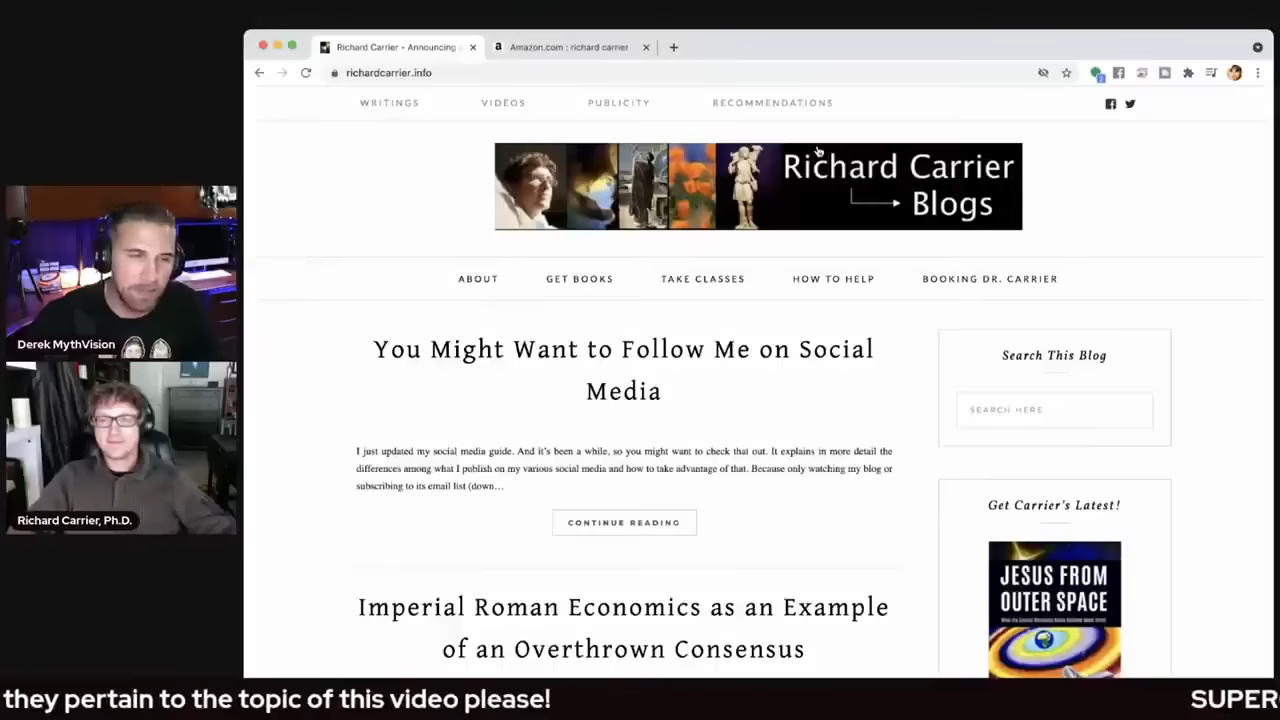 Richard Carrier • Announcing
Amazon.com : richard carrier
richardcarrier.info
WRITINGS VIDEOS PUBLICITY RECOMMENDATIONS
Richard Carrier
Blogs
ABOUT GET BOOKS TAKE CLASSES HOW TO HELP BOOKING DR. CARRIER
You Might Want to Follow Me on Social
Media
I just updated my social media guide. And it's been a while, so you might want to check that out. It explains in more detail the
differences among what I publish on my various social media and how to take advantage of that. Because only watching my blog or
subscribing to its email list (down…
CONTINUE READING
Imperial Roman Economics as an Example
of an Overthrown Consensus
Search This Blog
SEARCH HERE
Get Carrier's Latest!
JESUS FROM
OUTER SPACE
Derek MythVision
Richard Carrier, Ph.D.
they pertain to the topic of this video please! SUPER